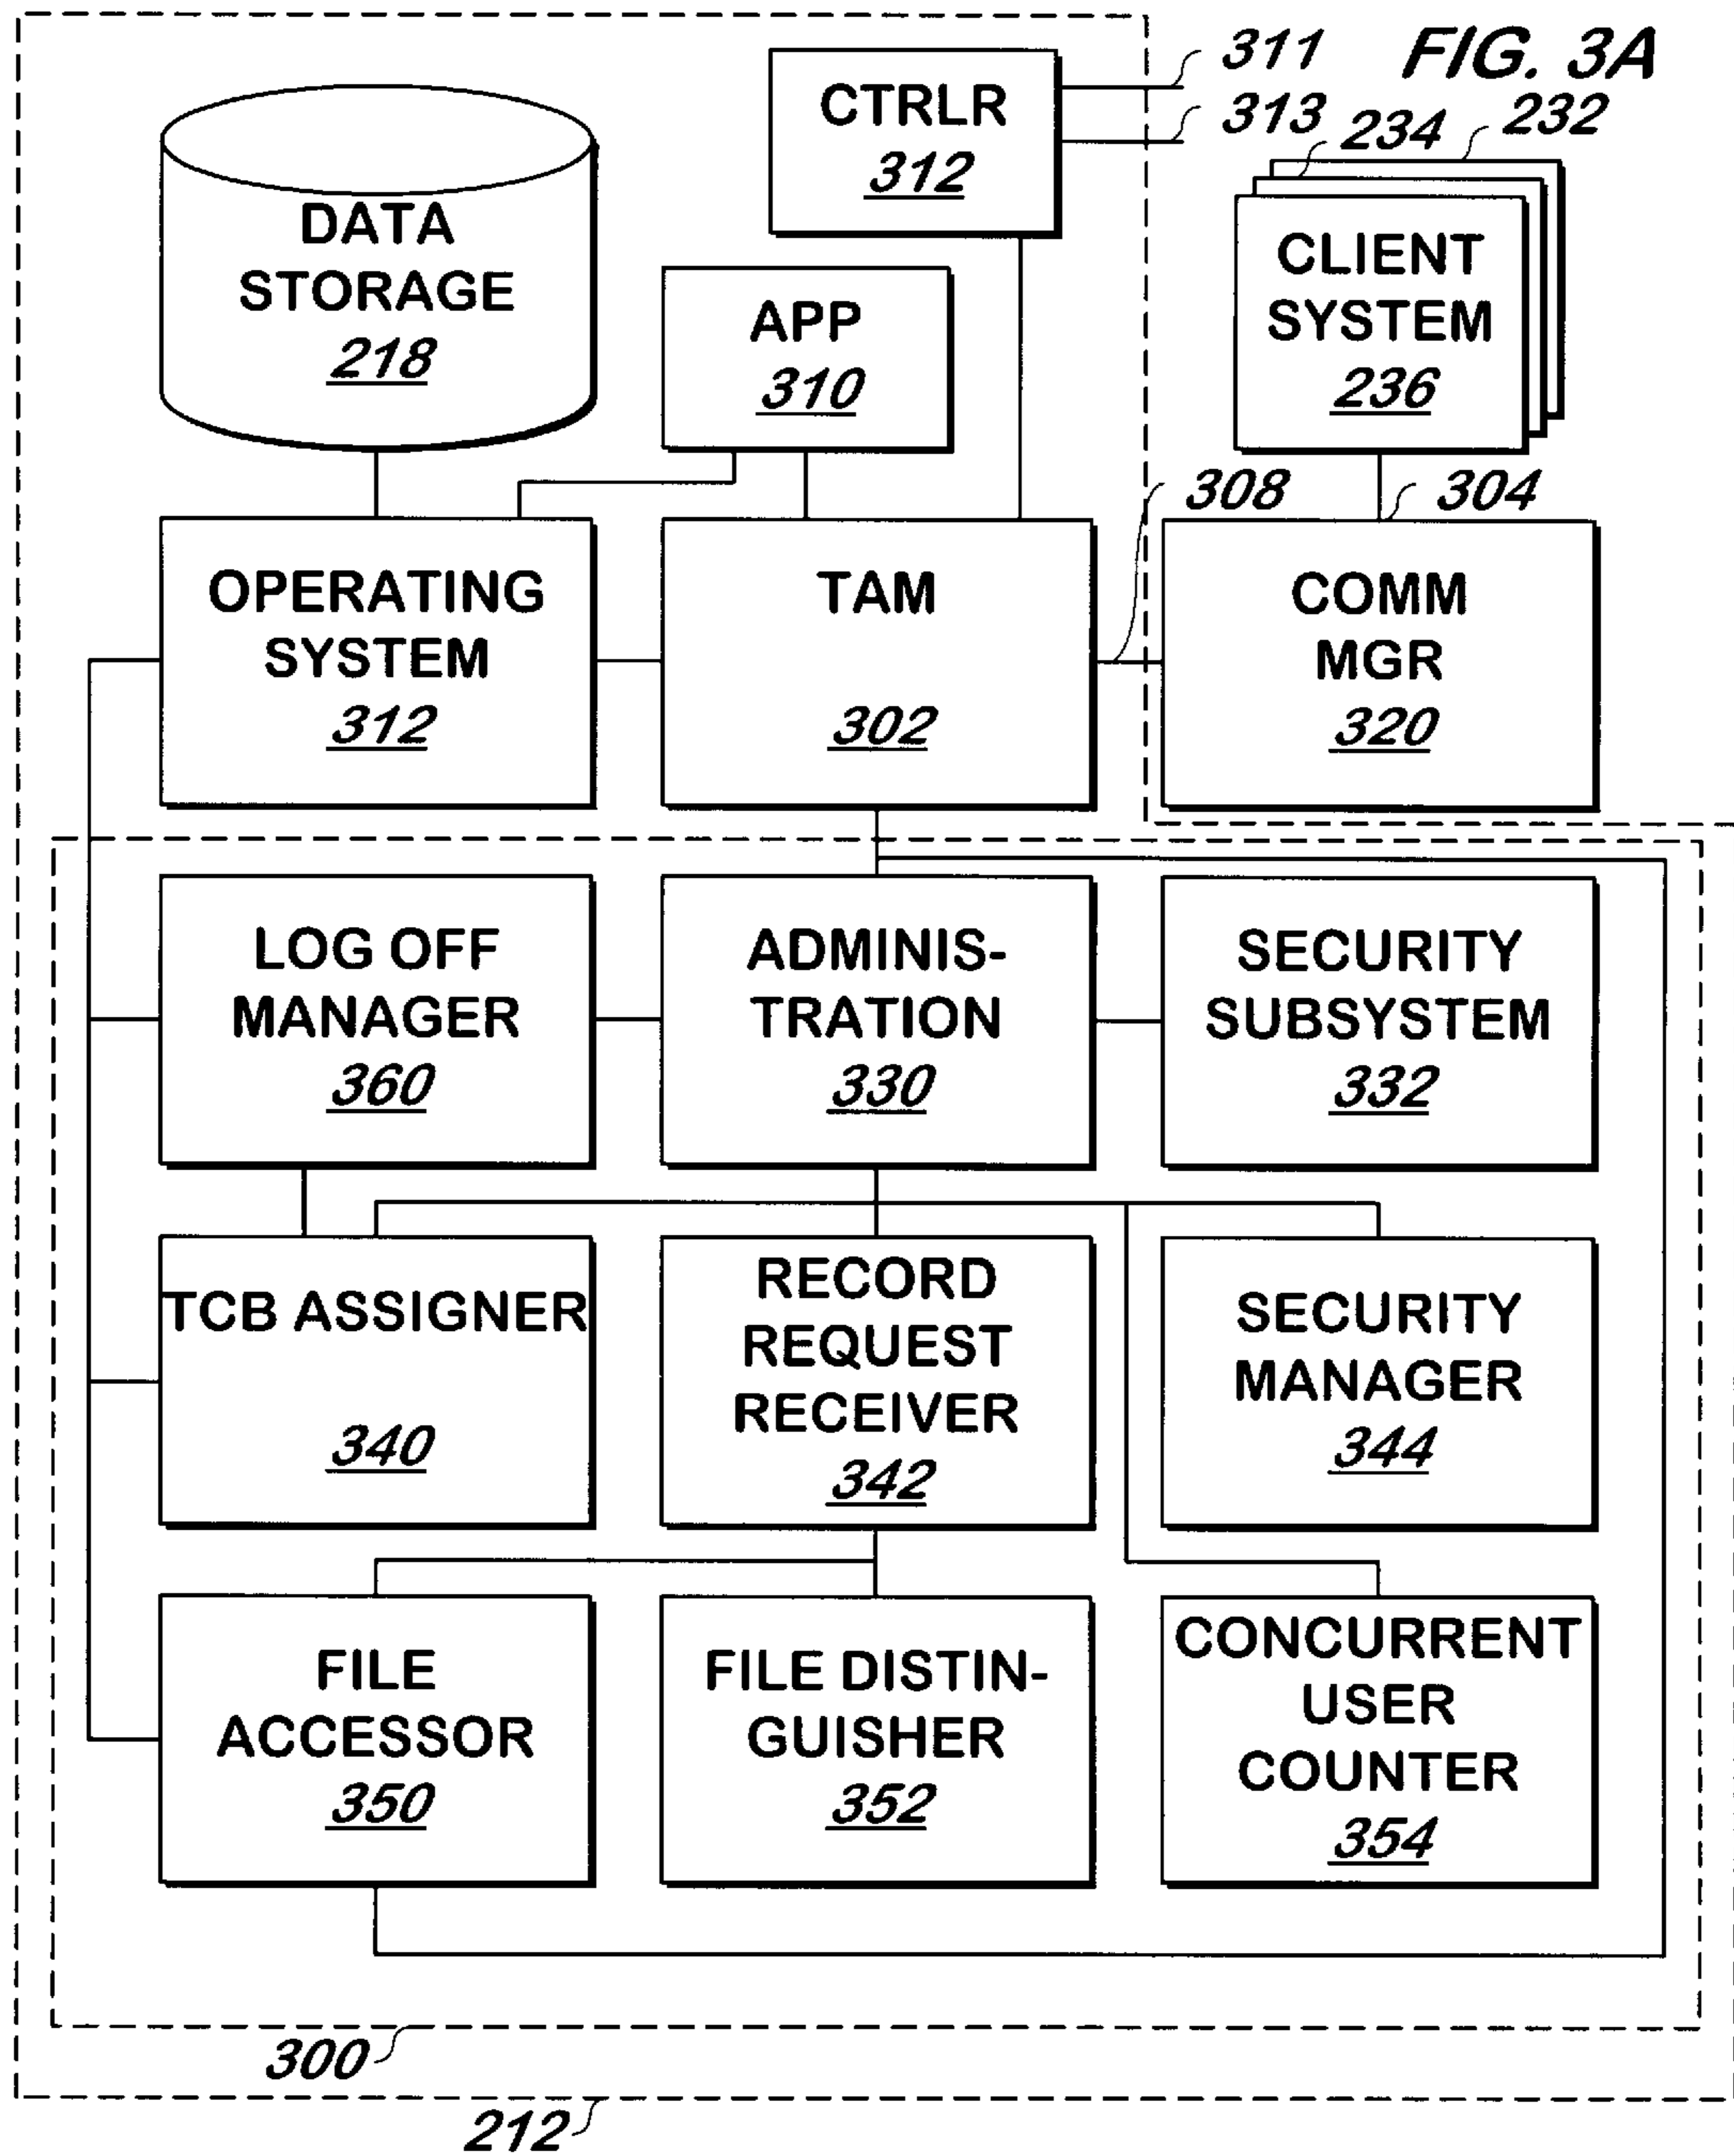 FIG. 3A
311
313
CTRLR
312
234
232
DATA
STORAGE
218
APP
310
CLIENT
SYSTEM
236
308
304
OPERATING
SYSTEM
312
TAM
302
COMM
MGR
320
LOG OFF
MANAGER
360
ADMINIS-
TRATION
330
SECURITY
SUBSYSTEM
332
TCB ASSIGNER
340
RECORD
REQUEST
RECEIVER
342
SECURITY
MANAGER
344
FILE
ACCESSOR
350
FILE DISTIN-
GUISHER
352
CONCURRENT
USER
COUNTER
354
300
212